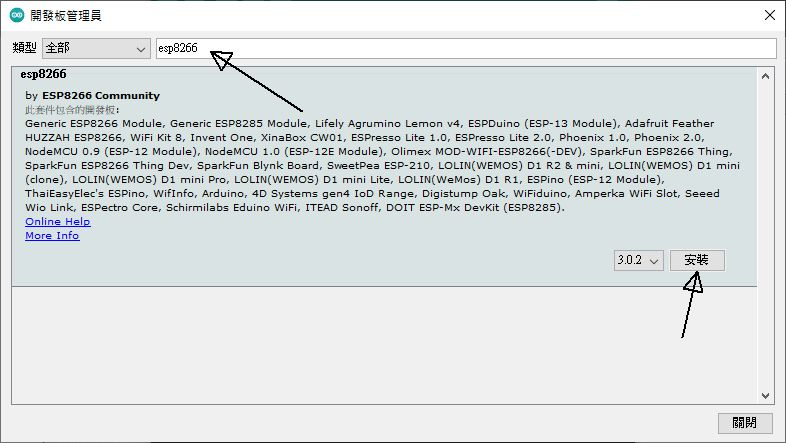 開發板管理員
類型 全部 esp8266
esp8266
by ESP8266 Community
此套件包含的開發板:
Generic ESP8266 Module, Generic ESP8285 Module, Lifely Agrumino Lemon v4, ESPDuino (ESP-13 Module), Adafruit Feather
HUZZAH ESP8266, WiFi Kit 8, Invent One, XinaBox CW01, ESPresso Lite 1.0, ESPresso Lite 2.0, Phoenix 1.0, Phoenix 2.0,
NodeMCU 0.9 (ESP-12 Module), NodeMCU 1.0 (ESP-12E Module), Olimex MOD-WIFI-ESP8266(-DEV), SparkFun ESP8266 Thing,
SparkFun ESP8266 Thing Dev, SparkFun Blynk Board, SweetPea ESP-210, LOLIN(WEMOS) D1 R2 & mini, LOLIN(WEMOS) D1 mini
(clone), LOLIN(WEMOS) D1 mini Pro, LOLIN(WEMOS) D1 mini Lite, LOLIN(WeMos) D1 R1, ESPino (ESP-12 Module),
ThaiEasyElec's ESPino, WifInfo, Arduino, 4D Systems gen4 IoD Range, Digistump Oak, WiFiduino, Amperka WiFi Slot, Seeed
Wio Link, ESPectro Core, Schirmilabs Eduino WiFi, ITEAD Sonoff, DOIT ESP-Mx DevKit (ESP8285).
Online Help
More Info
3.0.2 安裝
關閉